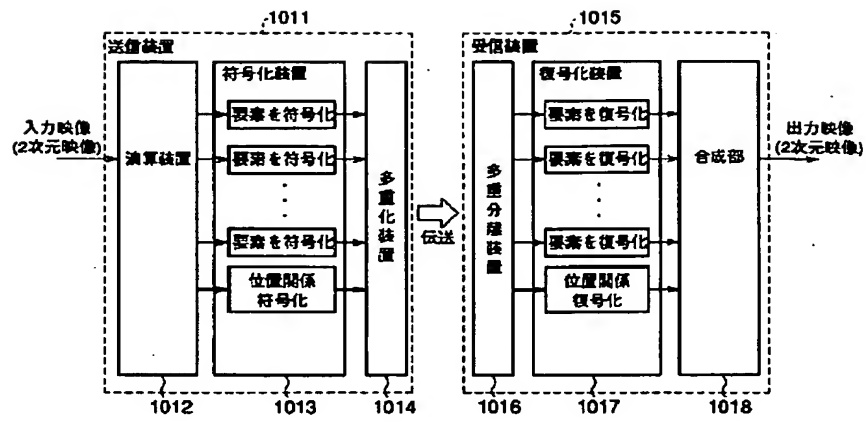 1011
1015
送信装置
受信装置
符号化装置
復号化装置
要素を符号化
要素を復号化
入力映像
(2次元映像)
演算装置
要素を符号化
多重化装置
伝送
多重分離装置
要素を復号化
合成部
出力映像
(2次元映像)
要素を符号化
要素を復号化
位置関係
符号化
位置関係
復号化
1012
1013
1014
1016
1017
1018